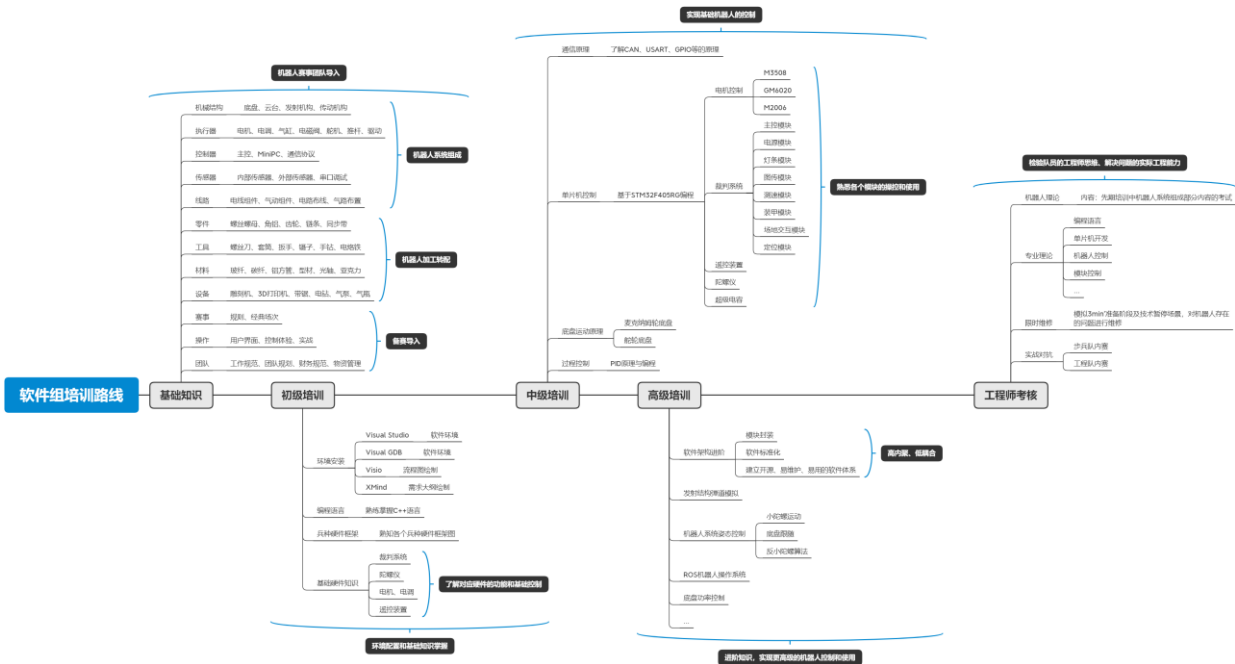 软件组培训路线
基础知识
机器人赛事团队导入
机械结构 底盘、云台、发射机构、传动机构
执行器 电机、电调、气缸、电磁阀、舵机、推杆、驱动
控制器 主控、MiniPC、通信协议
传感器 内部传感器、外部传感器、串口调试
线路 电线组件、气动组件、电路布线、气路布置
机器人系统组成
零件 螺丝螺母、角铝、齿轮、链条、同步带
工具 螺丝刀、套筒、扳手、镊子、手钻、电烙铁
材料 玻纤、碳纤、铝方管、型材、光轴、亚克力
设备 雕刻机、3D打印机、带锯、电钻、气泵、气瓶
机器人加工转配
赛事 规则、经典场次
操作 用户界面、控制体验、实战
团队 工作规范、团队规划、财务规范、物资管理
备赛导入
初级培训
环境安装
Visual Studio 软件环境
Visual GDB 软件环境
Visio 流程图绘制
XMind 需求大纲绘制
编程语言 熟练掌握C++语言
兵种硬件框架 熟知各个兵种硬件框架图
基础硬件知识
裁判系统
陀螺仪
电机、电调
遥控装置
了解对应硬件的功能和基础控制
环境配置和基础知识掌握
中级培训
实现基础机器人的控制
通信原理 了解CAN、USART、GPIO等的原理
单片机控制 基于STM32F405RG编程
电机控制
M3508
GM6020
M2006
裁判系统
主控模块
电源模块
灯条模块
图传模块
测速模块
装甲模块
场地交互模块
定位模块
遥控装置
陀螺仪
超级电容
熟悉各个模块的操控和使用
底盘运动原理
麦克纳姆轮底盘
舵轮底盘
过程控制 PID原理与编程
高级培训
软件架构进阶
模块封装
软件标准化
建立开源、易维护、易用的软件体系
高内聚、低耦合
发射结构弹道模拟
机器人系统姿态控制
小陀螺运动
底盘跟随
反小陀螺算法
ROS机器人操作系统
底盘功率控制
...
进阶知识，实现更高级的机器人控制和使用
工程师考核
检验队员的工程师思维、解决问题的实际工程能力
机器人理论 内容：先期培训中机器人系统组成部分内容的考试
专业理论
编程语言
单片机开发
机器人控制
模块控制
...
限时维修
模拟3min'准备阶段及技术暂停场景，对机器人存在
的问题进行维修
实战对抗
步兵队内赛
工程队内赛